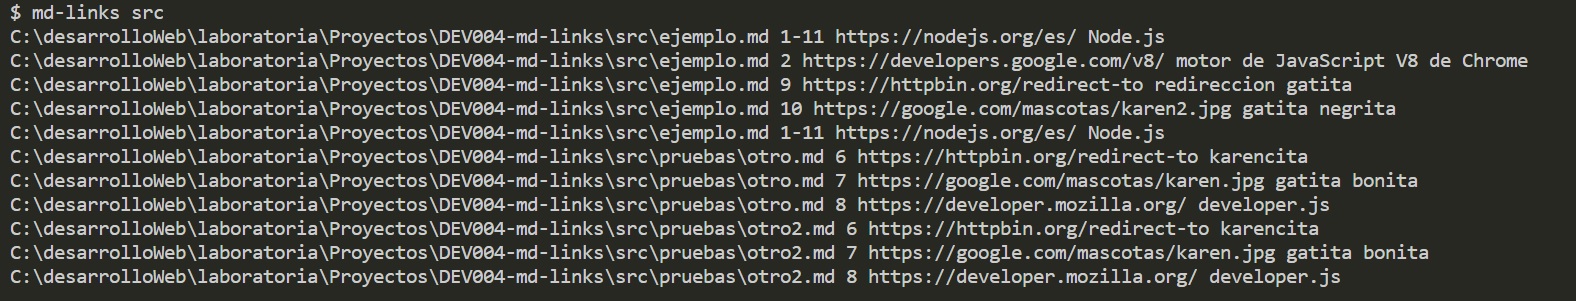 $ md-links src
C:\desarrolloWeb\laboratoria\Proyectos\DEV004-md-links\src\ejemplo.md 1-11 https://nodejs.org/es/ Node.js
C:\desarrolloWeb\laboratoria\Proyectos\DEV004-md-links\src\ejemplo.md 2 https://developers.google.com/v8/ motor de JavaScript V8 de Chrome
C:\desarrolloWeb\laboratoria\Proyectos\DEV004-md-links\src\ejemplo.md 9 https://httpbin.org/redirect-to redireccion gatita
C:\desarrolloWeb\laboratoria\Proyectos\DEV004-md-links\src\ejemplo.md 10 https://google.com/mascotas/karen2.jpg gatita negrita
C:\desarrolloWeb\laboratoria\Proyectos\DEV004-md-links\src\ejemplo.md 1-11 https://nodejs.org/es/ Node.js
C:\desarrolloWeb\laboratoria\Proyectos\DEV004-md-links\src\pruebas\otro.md 6 https://httpbin.org/redirect-to karencita
C:\desarrolloWeb\laboratoria\Proyectos\DEV004-md-links\src\pruebas\otro.md 7 https://google.com/mascotas/karen.jpg gatita bonita
C:\desarrolloWeb\laboratoria\Proyectos\DEV004-md-links\src\pruebas\otro.md 8 https://developer.mozilla.org/ developer.js
C:\desarrolloWeb\laboratoria\Proyectos\DEV004-md-links\src\pruebas\otro2.md 6 https://httpbin.org/redirect-to karencita
C:\desarrolloWeb\laboratoria\Proyectos\DEV004-md-links\src\pruebas\otro2.md 7 https://google.com/mascotas/karen.jpg gatita bonita
C:\desarrolloWeb\laboratoria\Proyectos\DEV004-md-links\src\pruebas\otro2.md 8 https://developer.mozilla.org/ developer.js